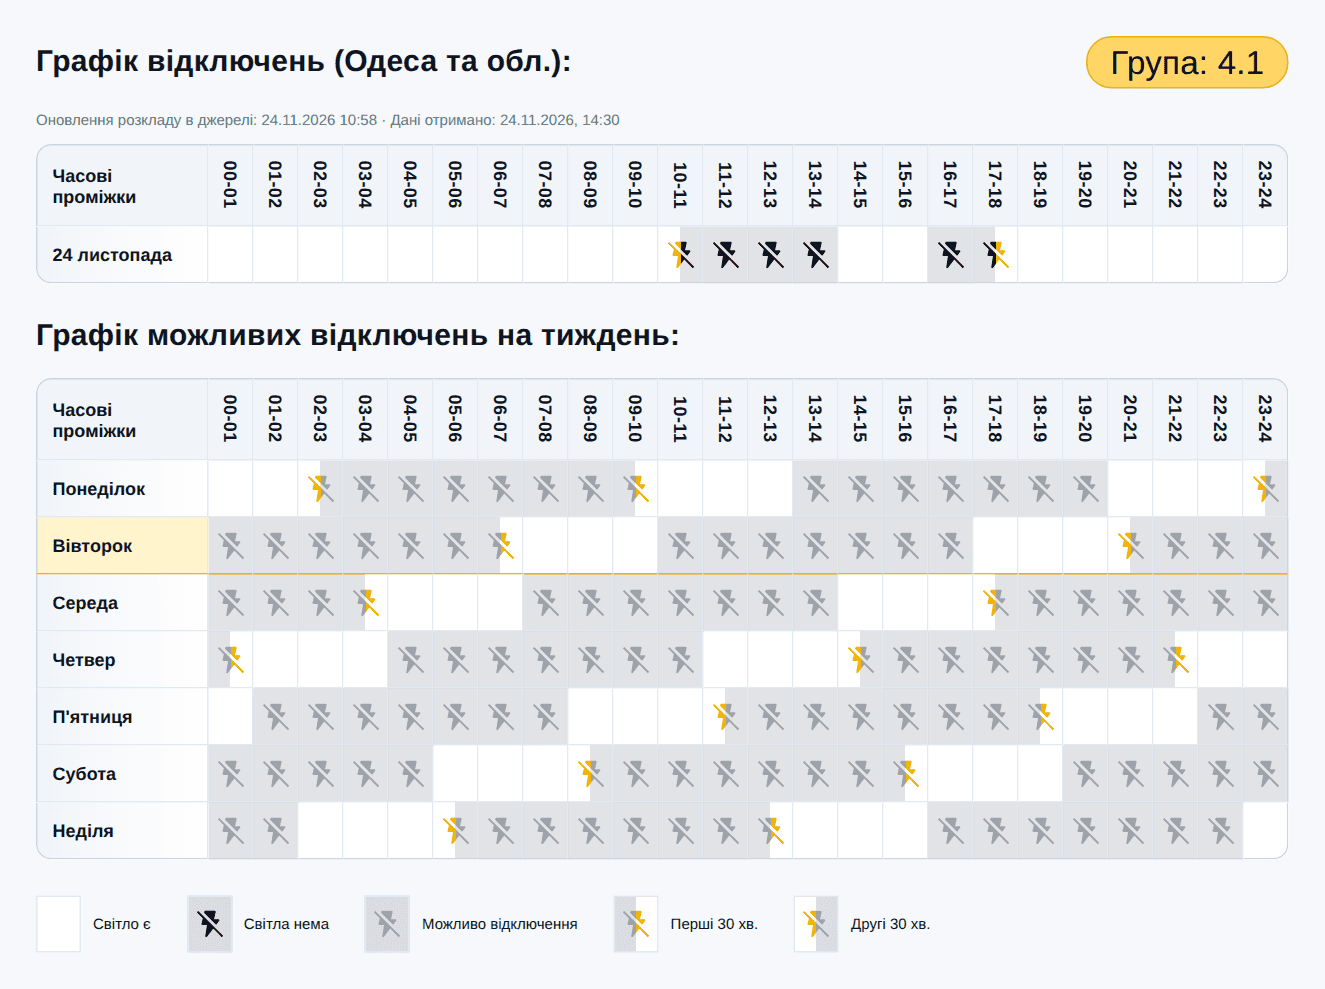 Графік відключень (Одеса та обл.):
Група: 4.1
Оновлення розкладу в джерелі: 24.11.2026 10:58 · Дані отримано: 24.11.2026, 14:30
Часові
проміжки
00-01 01-02 02-03 03-04 04-05 05-06 06-07 07-08 08-09 09-10 10-11 11-12 12-13 13-14 14-15 15-16 16-17 17-18 18-19 19-20 20-21 21-22 22-23 23-24
24 листопада
Графік можливих відключень на тиждень:
Часові
проміжки
00-01 01-02 02-03 03-04 04-05 05-06 06-07 07-08 08-09 09-10 10-11 11-12 12-13 13-14 14-15 15-16 16-17 17-18 18-19 19-20 20-21 21-22 22-23 23-24
Понеділок
Вівторок
Середа
Четвер
П'ятниця
Субота
Неділя
Світло є
Світла нема
Можливо відключення
Перші 30 хв.
Другі 30 хв.